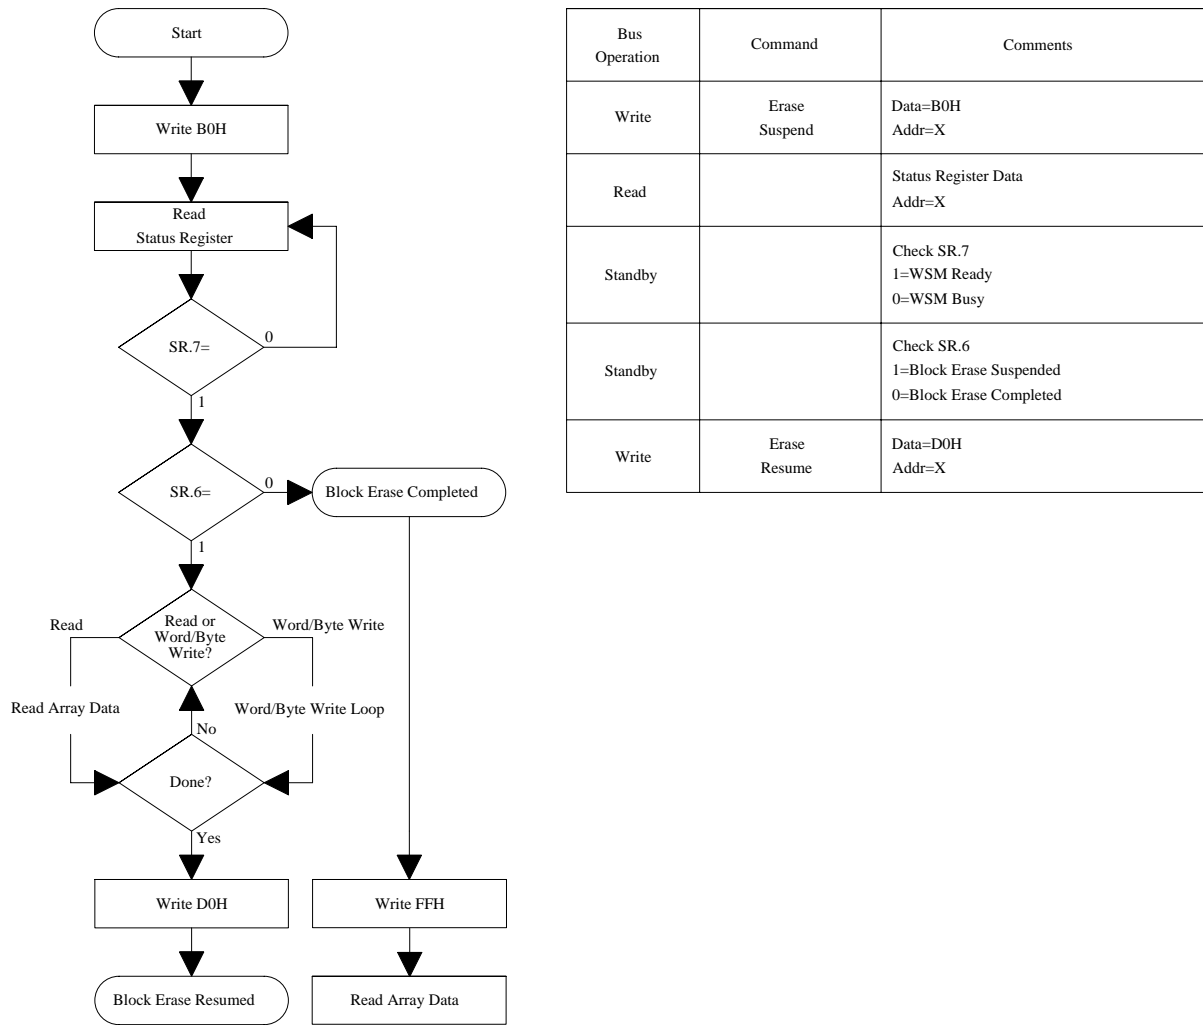 Start
Write B0H
Read
Status Register
SR.7=
0
1
SR.6=
0
Block Erase Completed
1
Read or
Word/Byte
Write?
Read
Word/Byte Write
Read Array Data
Word/Byte Write Loop
No
Done?
Yes
Write D0H
Write FFH
Block Erase Resumed
Read Array Data
Bus
Operation
Command
Comments
Write
Erase
Suspend
Data=B0H
Addr=X
Read
Status Register Data
Addr=X
Standby
Check SR.7
1=WSM Ready
0=WSM Busy
Standby
Check SR.6
1=Block Erase Suspended
0=Block Erase Completed
Write
Erase
Resume
Data=D0H
Addr=X